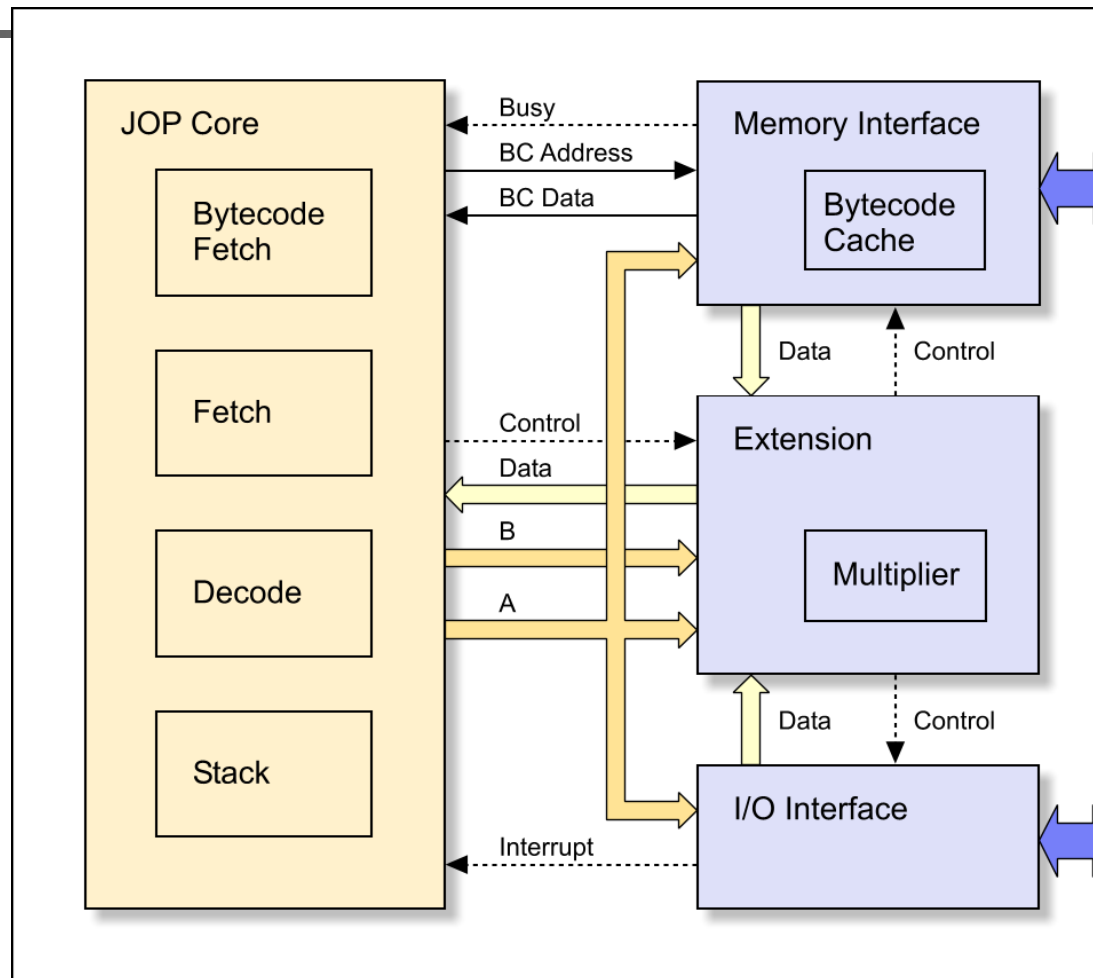 JOP Core
Bytecode
Fetch
Fetch
Decode
Stack
Busy
BC Address
BC Data
Control
Data
B
A
Interrupt
Memory Interface
Bytecode
Cache
Data
Control
Extension
Multiplier
Data
Control
I/O Interface